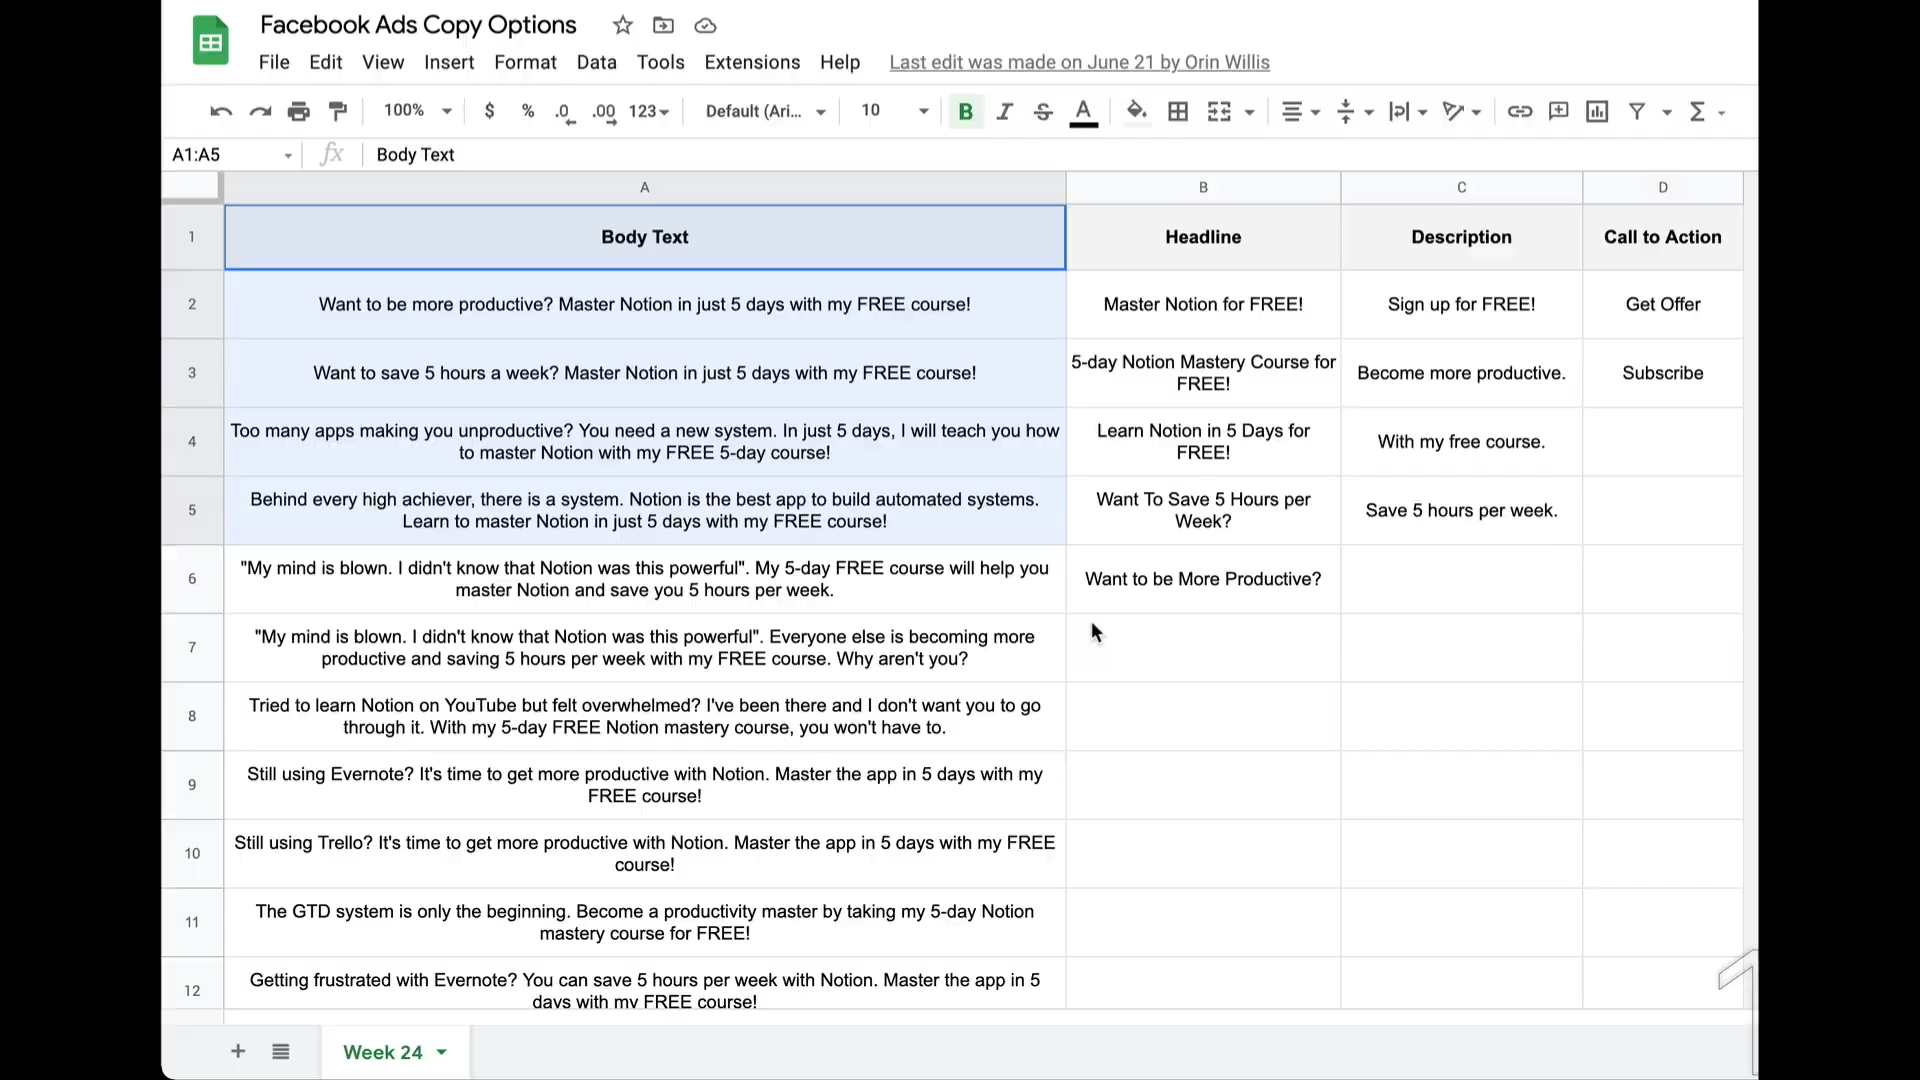 Facebook Ads Copy Options
File Edit View Insert Format Data Tools Extensions Help Last edit was made on June 21 by Orin Willis
100% $ % .0 .00 123 Default (Ari... 10 B I S A
A1:A5 fx Body Text
A B C D
1 Body Text Headline Description Call to Action
2 Want to be more productive? Master Notion in just 5 days with my FREE course! Master Notion for FREE! Sign up for FREE! Get Offer
3 Want to save 5 hours a week? Master Notion in just 5 days with my FREE course! 5-day Notion Mastery Course for Become more productive. Subscribe
FREE!
4 Too many apps making you unproductive? You need a new system. In just 5 days, I will teach you how Learn Notion in 5 Days for With my free course.
to master Notion with my FREE 5-day course! FREE!
5 Behind every high achiever, there is a system. Notion is the best app to build automated systems. Want To Save 5 Hours per Save 5 hours per week.
Learn to master Notion in just 5 days with my FREE course! Week?
6 "My mind is blown. I didn't know that Notion was this powerful". My 5-day FREE course will help you Want to be More Productive?
master Notion and save you 5 hours per week.
7 "My mind is blown. I didn't know that Notion was this powerful". Everyone else is becoming more
productive and saving 5 hours per week with my FREE course. Why aren't you?
8 Tried to learn Notion on YouTube but felt overwhelmed? I've been there and I don't want you to go
through it. With my 5-day FREE Notion mastery course, you won't have to.
9 Still using Evernote? It's time to get more productive with Notion. Master the app in 5 days with my
FREE course!
10 Still using Trello? It's time to get more productive with Notion. Master the app in 5 days with my FREE
course!
11 The GTD system is only the beginning. Become a productivity master by taking my 5-day Notion
mastery course for FREE!
12 Getting frustrated with Evernote? You can save 5 hours per week with Notion. Master the app in 5
days with my FREE course!
Week 24